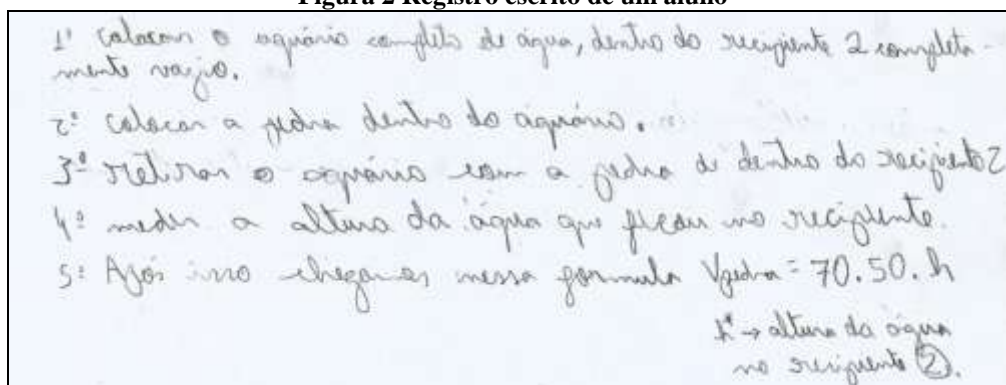 Figura 2 Registro escrito de um aluno
1º Colocar o aquário completo de água, dentro do recipiente 2 completa-
mente vazio.
2º Colocar a pedra dentro do aquário.
3º retirar o aquário com a pedra de dentro do recipiente 2
4º medir a altura da água que ficou no recipiente.
5º Após isso chegamos nessa formula Vpedra = 70.50.h
h → altura da água
no recipiente 2.